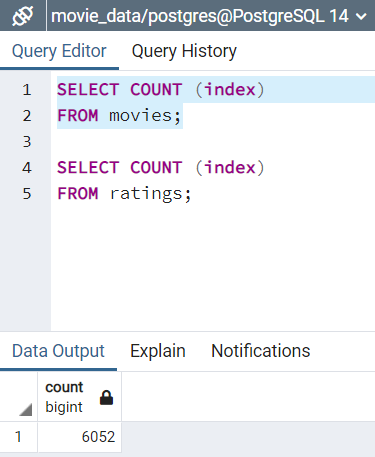 movie_data/postgres@PostgreSQL 14
Query Editor Query History
1 SELECT COUNT (index)
2 FROM movies;
3
4 SELECT COUNT (index)
5 FROM ratings;
Data Output Explain Notifications
count
bigint
1 6052